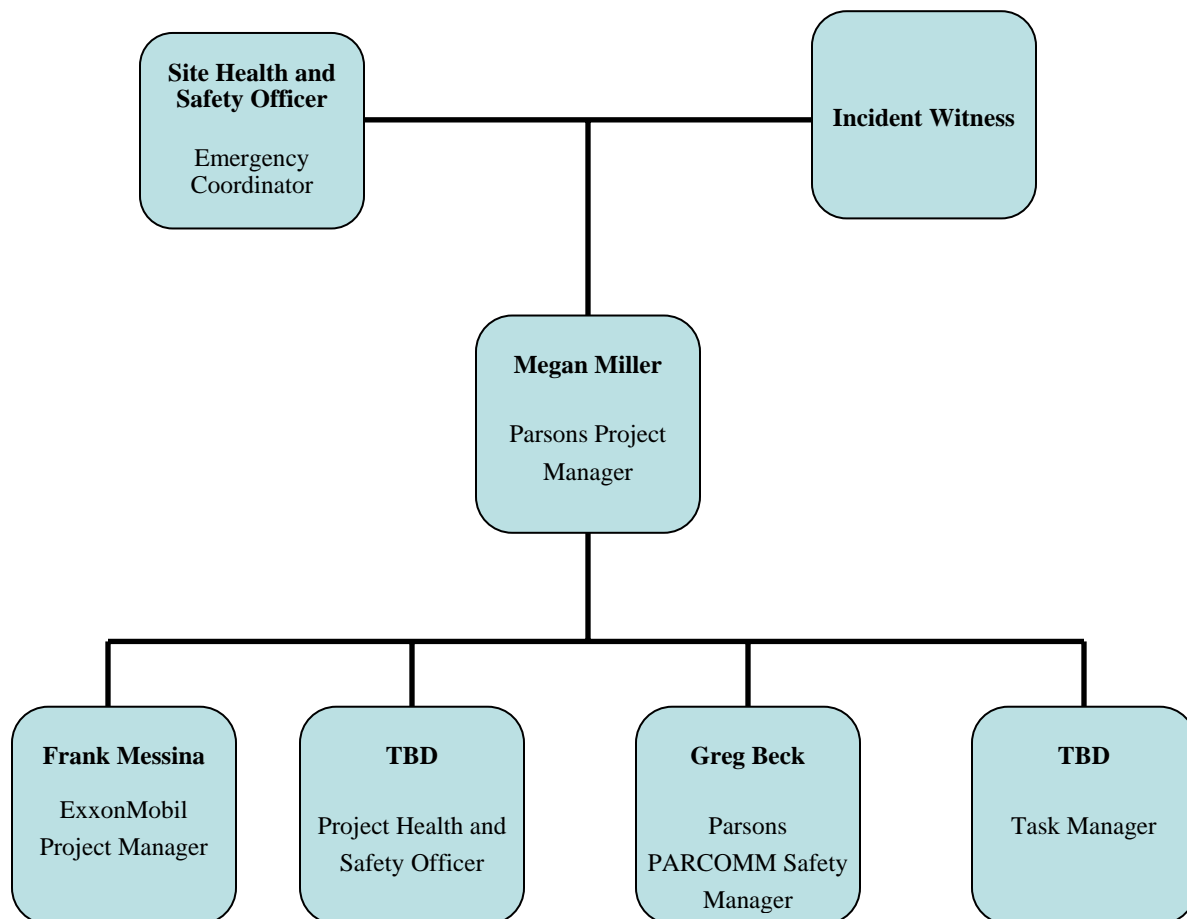 Site Health and
Safety Officer
Emergency
Coordinator
Incident Witness
Megan Miller
Parsons Project
Manager
Frank Messina
ExxonMobil
Project Manager
TBD
Project Health and
Safety Officer
Greg Beck
Parsons
PARCOMM Safety
Manager
TBD
Task Manager